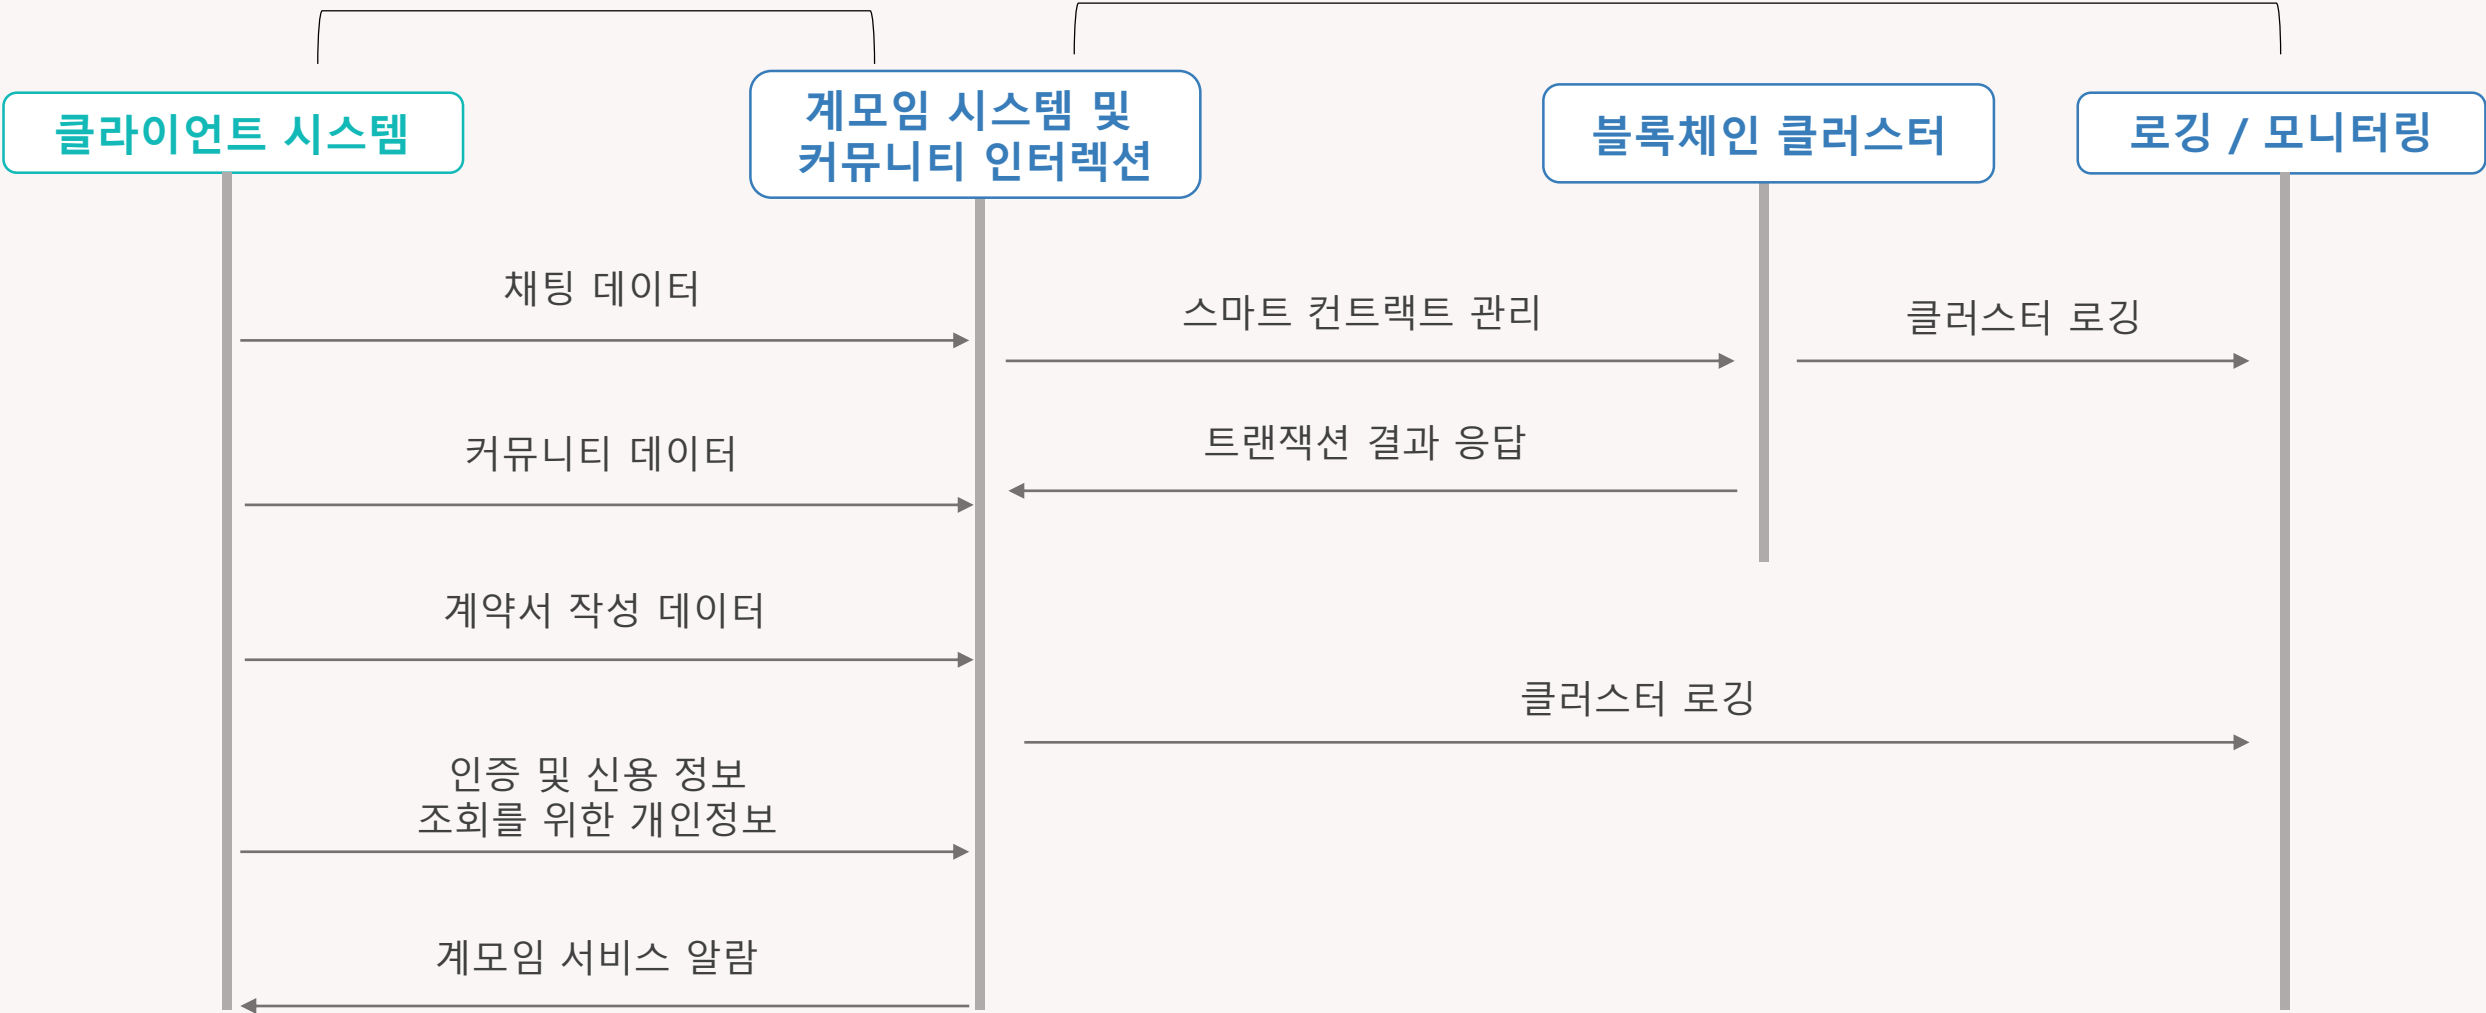 클라이언트 시스템
계모임 시스템 및
커뮤니티 인터렉션
블록체인 클러스터
로깅 / 모니터링
채팅 데이터
스마트 컨트랙트 관리
클러스터 로깅
커뮤니티 데이터
트랜잭션 결과 응답
계약서 작성 데이터
클러스터 로깅
인증 및 신용 정보
조회를 위한 개인정보
계모임 서비스 알람